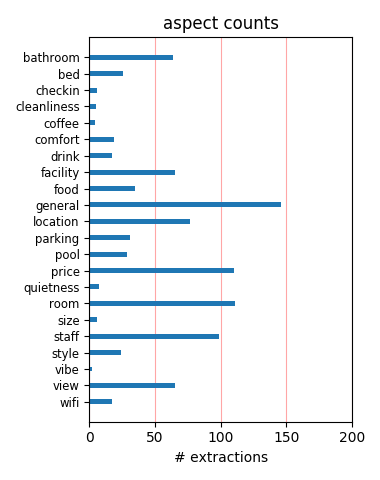 aspect counts
bathroom
bed
checkin
cleanliness
coffee
comfort
drink
facility
food
general
location
parking
pool
price
quietness
room
size
staff
style
vibe
view
wifi
0 50 100 150 200
# extractions